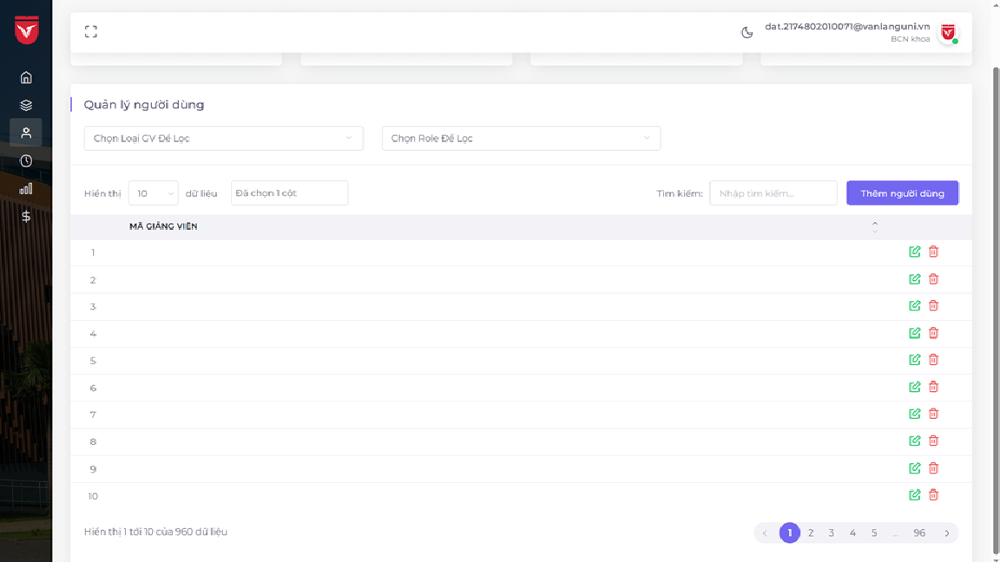 dat.2174802010071@vanlanguni.vn
BCN khoa
Quản lý người dùng
Chọn Loại GV Để Lọc
Chọn Role Để Lọc
Hiển thị 10 dữ liệu
Đã chọn 1 cột
Tìm kiếm: Nhập tìm kiếm...
Thêm người dùng
MÃ GIẢNG VIÊN
1
2
3
4
5
6
7
8
9
10
Hiển thị 1 tới 10 của 960 dữ liệu
1 2 3 4 5 ... 96